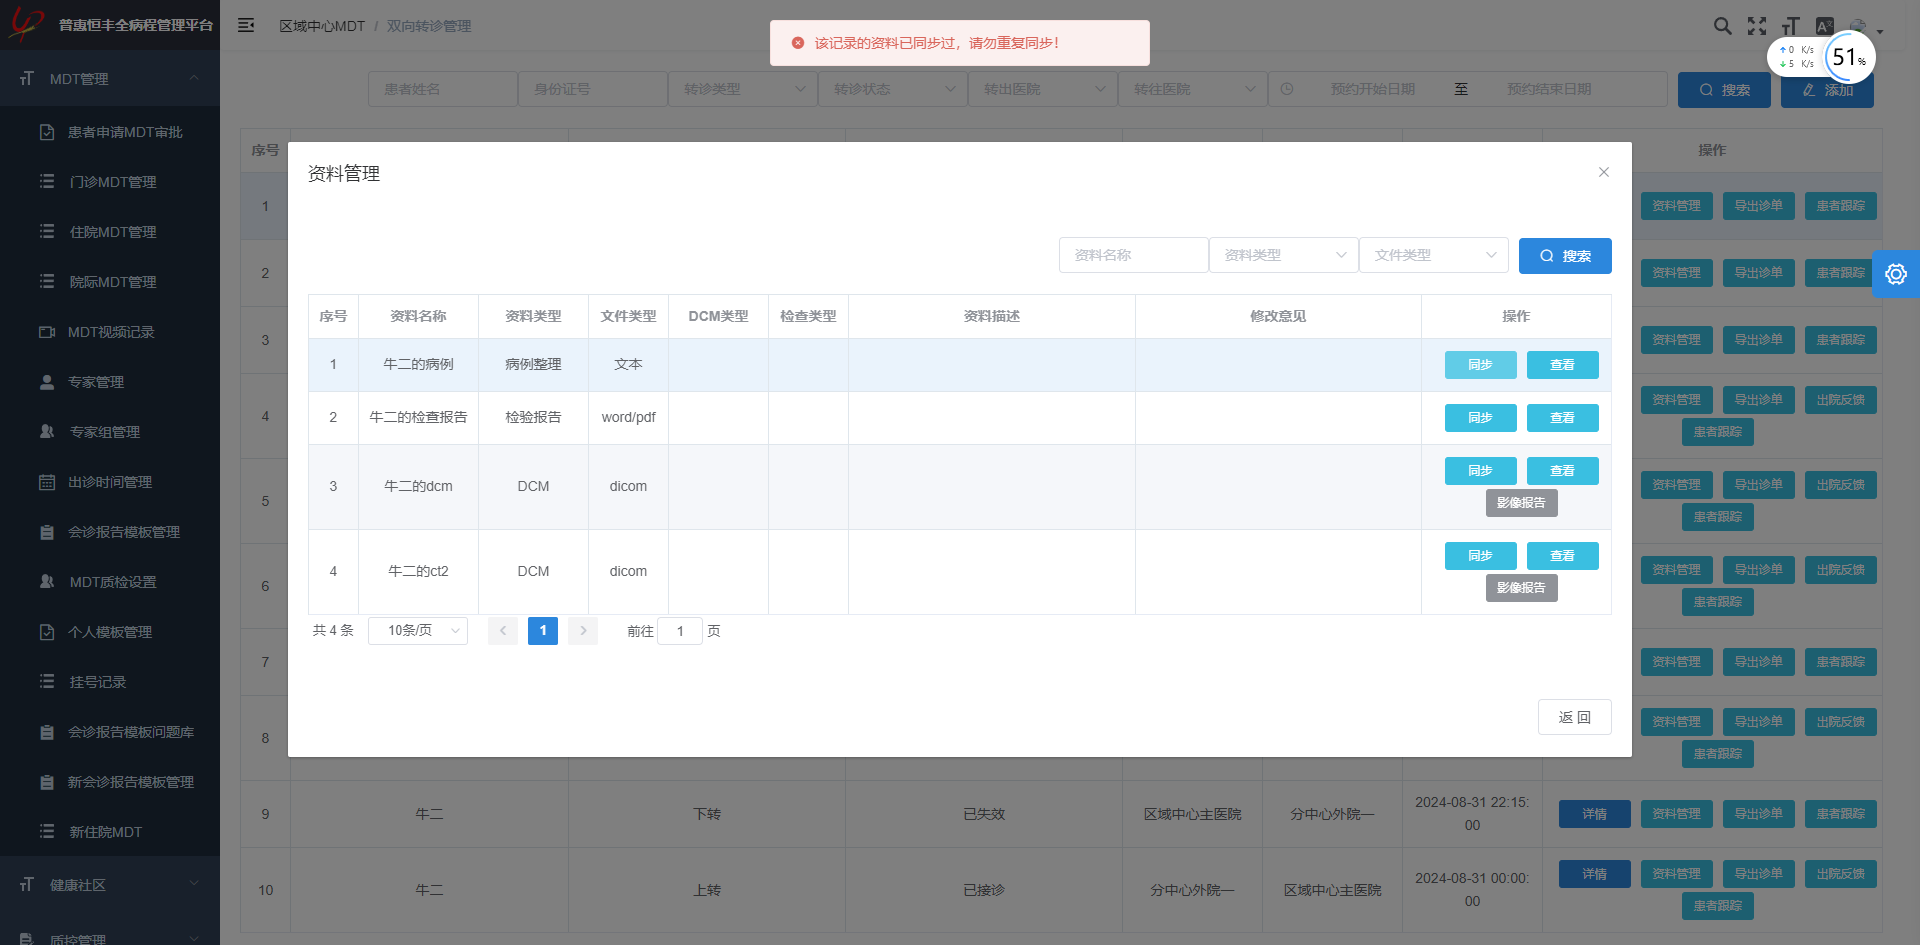 普惠恒丰全病程管理平台
区域中心MDT / 双向转诊管理
该记录的资料已同步过，请勿重复同步！
0 K/s
5 K/s
51%
MDT管理
患者申请MDT审批
门诊MDT管理
住院MDT管理
院际MDT管理
MDT视频记录
专家管理
专家组管理
出诊时间管理
会诊报告模板管理
MDT质检设置
个人模板管理
挂号记录
会诊报告模板问题库
新会诊报告模板管理
新住院MDT
健康社区
质控管理
患者姓名 身份证号 转诊类型 转诊状态 转出医院 转往医院 预约开始日期 至 预约结束日期 搜索 添加
序号 操作
1 资料管理 导出诊单 患者跟踪
2 资料管理 导出诊单 患者跟踪
3 资料管理 导出诊单 患者跟踪
4 资料管理 导出诊单 出院反馈
患者跟踪
5 资料管理 导出诊单 出院反馈
患者跟踪
6 资料管理 导出诊单 出院反馈
患者跟踪
7 资料管理 导出诊单 患者跟踪
8 资料管理 导出诊单 出院反馈
患者跟踪
9 牛二 下转 已失效 区域中心主医院 分中心外院一 2024-08-31 22:15:00 详情 资料管理 导出诊单 患者跟踪
10 牛二 上转 已接诊 分中心外院一 区域中心主医院 2024-08-31 00:00:00 详情 资料管理 导出诊单 出院反馈
患者跟踪
资料管理
资料名称 资料类型 文件类型 搜索
序号 资料名称 资料类型 文件类型 DCM类型 检查类型 资料描述 修改意见 操作
1 牛二的病例 病例整理 文本 同步 查看
2 牛二的检查报告 检验报告 word/pdf 同步 查看
3 牛二的dcm DCM dicom 同步 查看
影像报告
4 牛二的ct2 DCM dicom 同步 查看
影像报告
共 4 条 10条/页 1 前往 1 页
返 回